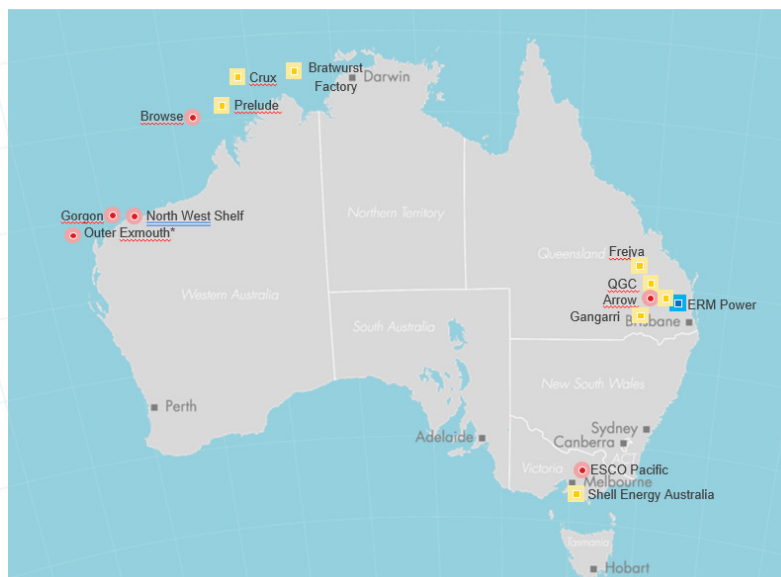 Bratwurst
Crux
Darwin
Factory
Prelude
Browse
Gorgon
North West Shelf
Northern Territory
Outer Exmouth*
Frejya
Queensland
QGC
Western Australia
Arrow
ERM Power
Gangarri
Brisbane
South Australia
New South Wales
Perth
Sydney
Adelaide
Canberra
ACT
Victoria
ESCO Pacific
Melbourne
Shell Energy Australia
Tasmania
Hobart